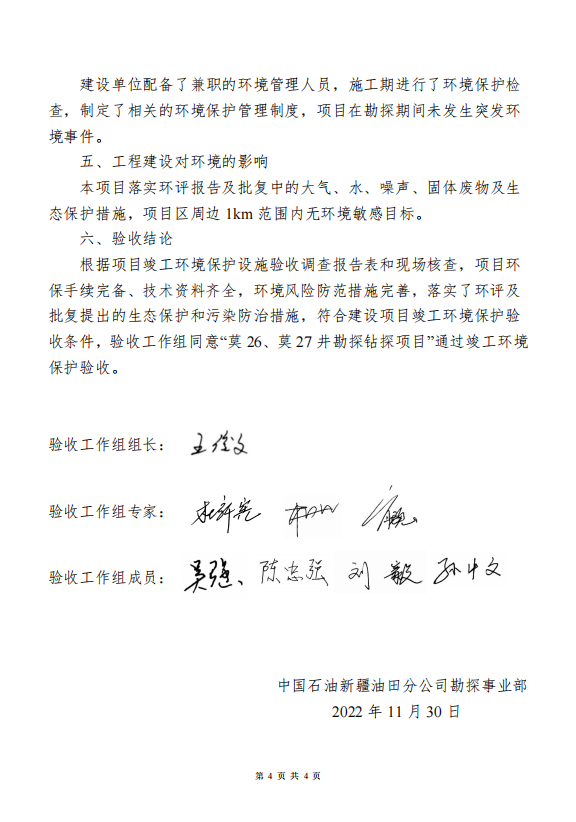 建设单位配备了兼职的环境管理人员，施工期进行了环境保护检
查，制定了相关的环境保护管理制度，项目在勘探期间未发生突发环
境事件。
五、工程建设对环境的影响
本项目落实环评报告及批复中的大气、水、噪声、固体废物及生
态保护措施，项目区周边 1km 范围内无环境敏感目标。
六、验收结论
根据项目竣工环境保护设施验收调查报告表和现场核查，项目环
保手续完备、技术资料齐全，环境风险防范措施完善，落实了环评及
批复提出的生态保护和污染防治措施，符合建设项目竣工环境保护验
收条件，验收工作组同意“莫 26、莫 27 井勘探钻探项目”通过竣工环境
保护验收。
验收工作组组长：
验收工作组专家：
验收工作组成员：吴强、陈忠强 刘毅 孙中文
中国石油新疆油田分公司勘探事业部
2022 年 11 月 30 日
第 4 页 共 4 页